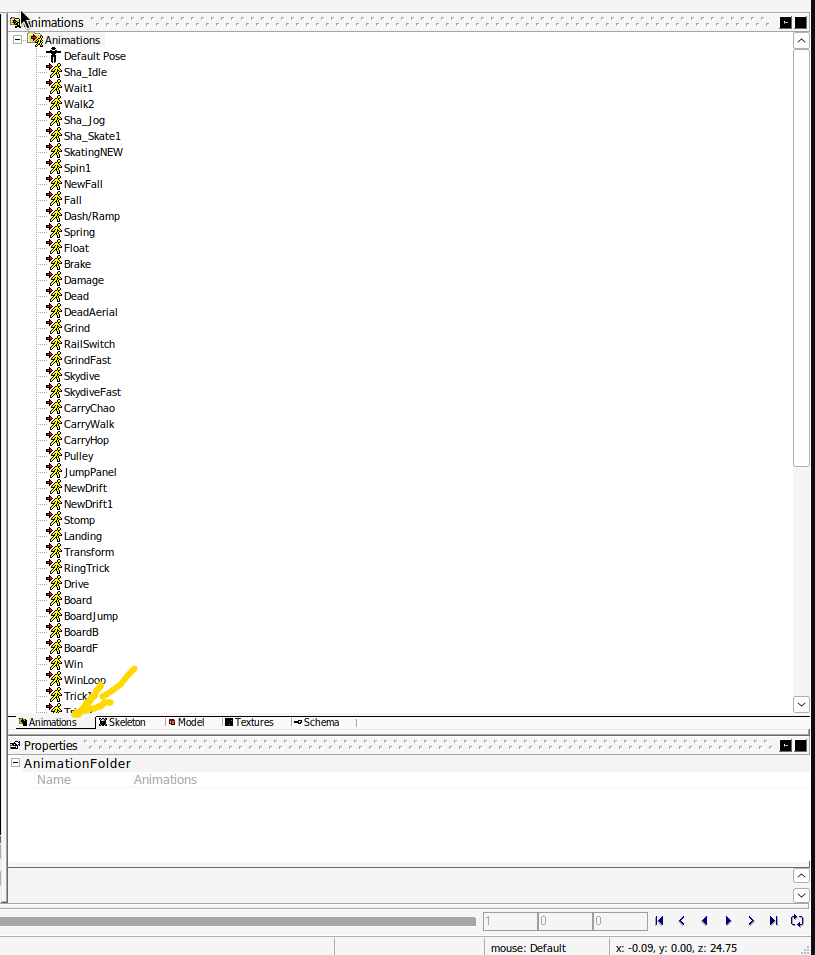 Animations
Animations
Default Pose
Sha_Idle
Wait1
Walk2
Sha_Jog
Sha_Skate1
SkatingNEW
Spin1
NewFall
Fall
Dash/Ramp
Spring
Float
Brake
Damage
Dead
DeadAerial
Grind
RailSwitch
GrindFast
Skydive
SkydiveFast
CarryChao
CarryWalk
CarryHop
Pulley
JumpPanel
NewDrift
NewDrift1
Stomp
Landing
Transform
RingTrick
Drive
Board
BoardJump
BoardB
BoardF
Win
WinLoop
Animations Skeleton Model Textures Schema
Properties
AnimationFolder
Name Animations
1 0 0
mouse: Default x: -0.09, y: 0.00, z: 24.75